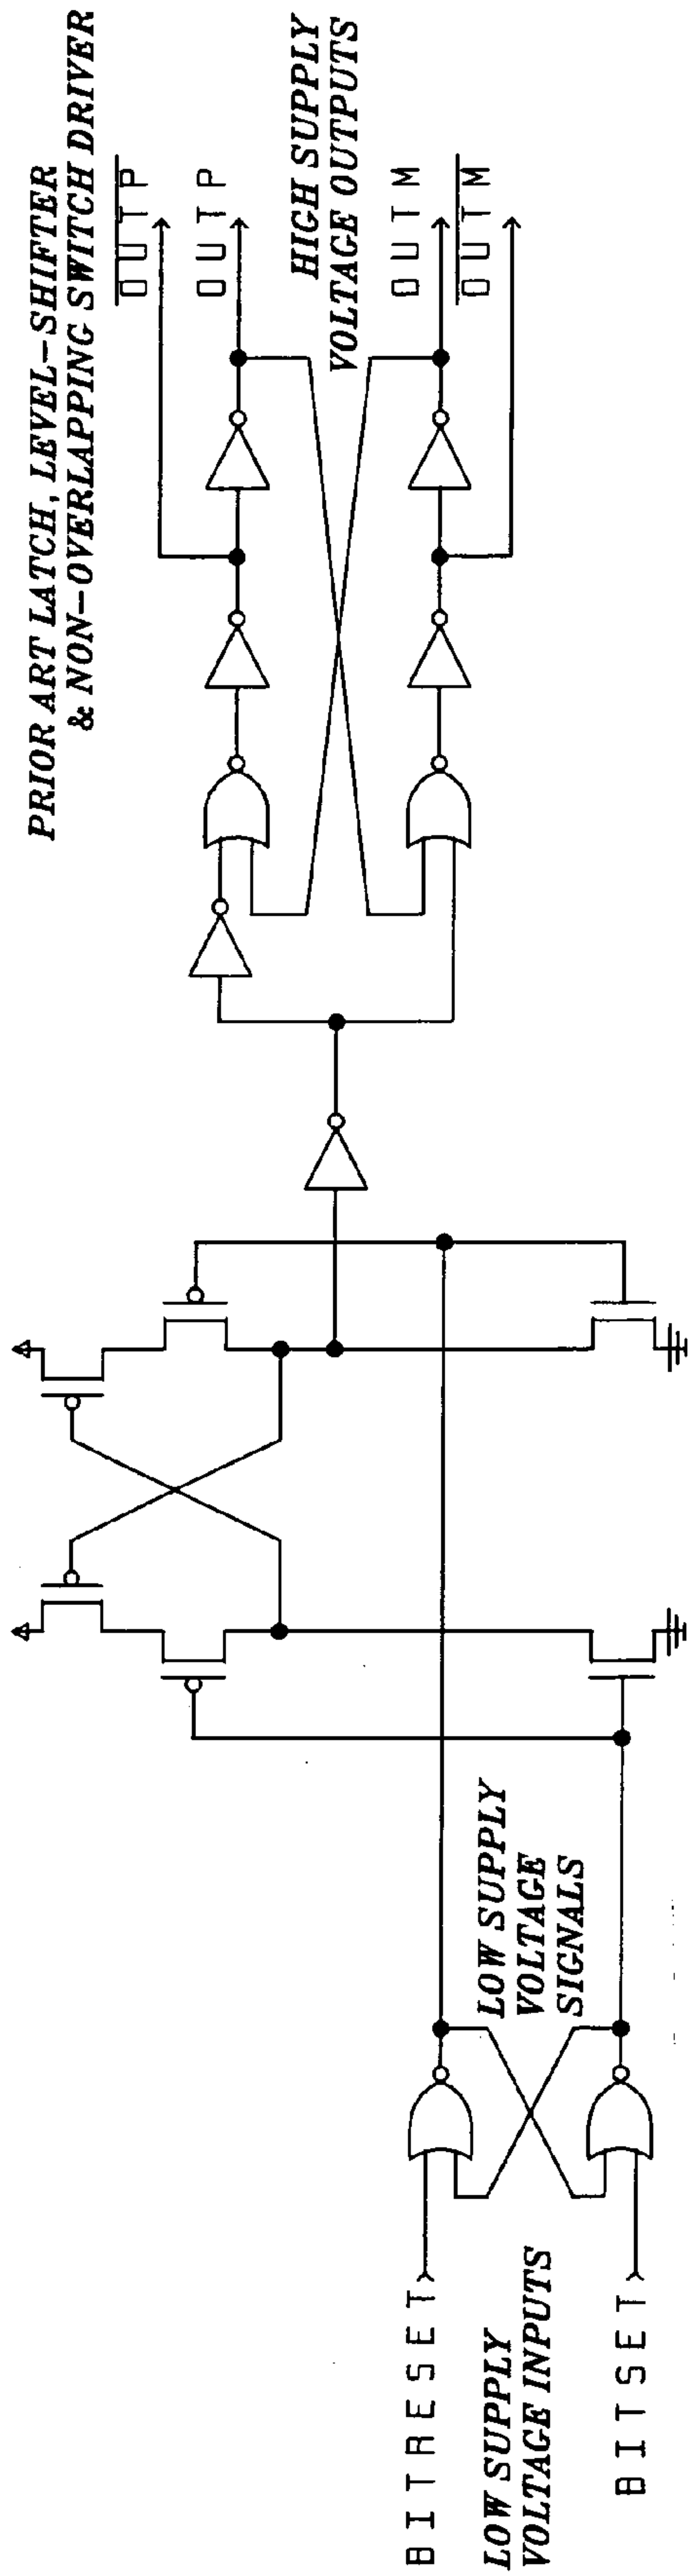 PRIOR ART LATCH, LEVEL-SHIFTER
& NON-OVERLAPPING SWITCH DRIVER
OUTP
OUTP
HIGH SUPPLY
VOLTAGE OUTPUTS
OUTM
OUTM
LOW SUPPLY
VOLTAGE
SIGNALS
BITRESET
LOW SUPPLY
VOLTAGE INPUTS
BITSET